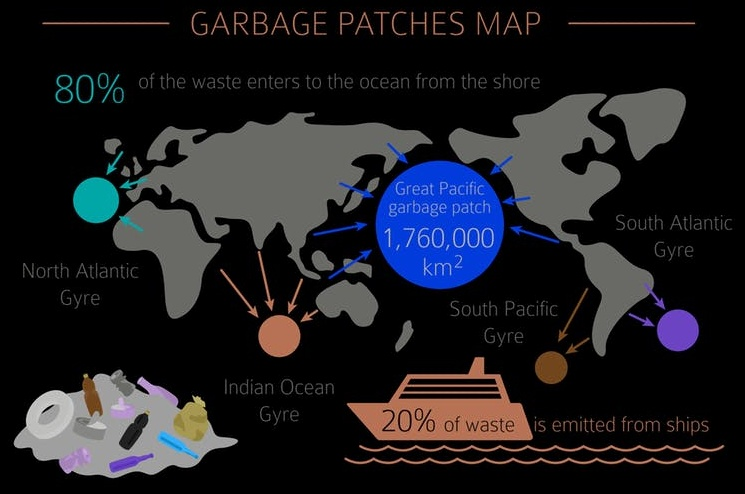 GARBAGE PATCHES MAP
80% of the waste enters to the ocean from the shore
Great Pacific
garbage patch
1,760,000
km²
South Atlantic
Gyre
North Atlantic
Gyre
South Pacific
Gyre
Indian Ocean
Gyre
20% of waste is emitted from ships